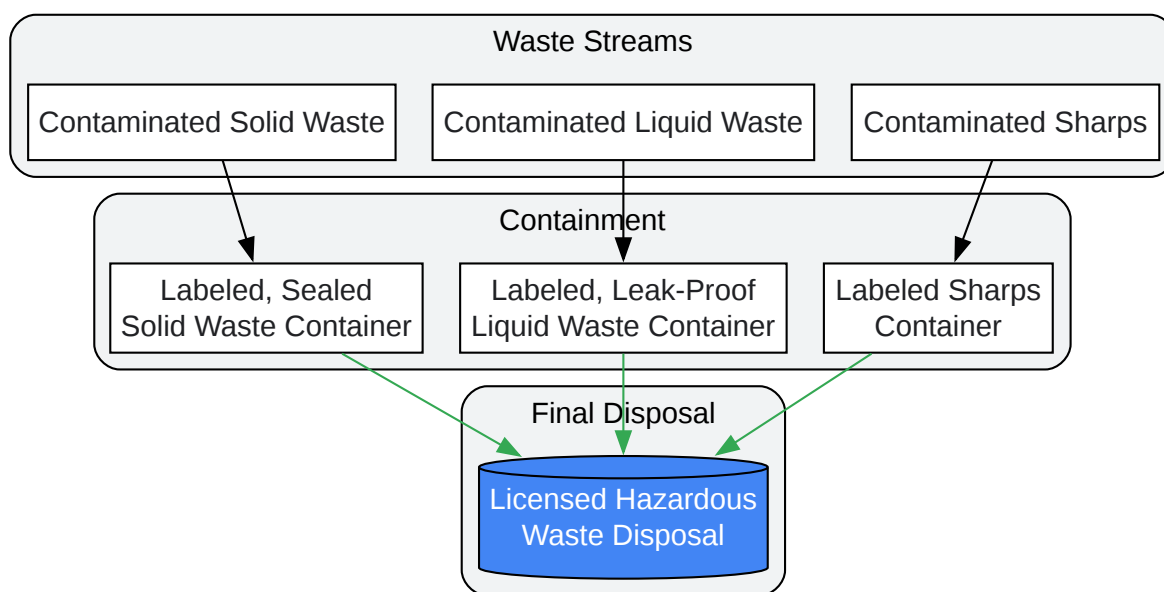 Waste Streams
Contaminated Solid Waste
Contaminated Liquid Waste
Contaminated Sharps
Containment
Labeled, Sealed
Solid Waste Container
Labeled, Leak-Proof
Liquid Waste Container
Labeled Sharps
Container
Final Disposal
Licensed Hazardous
Waste Disposal